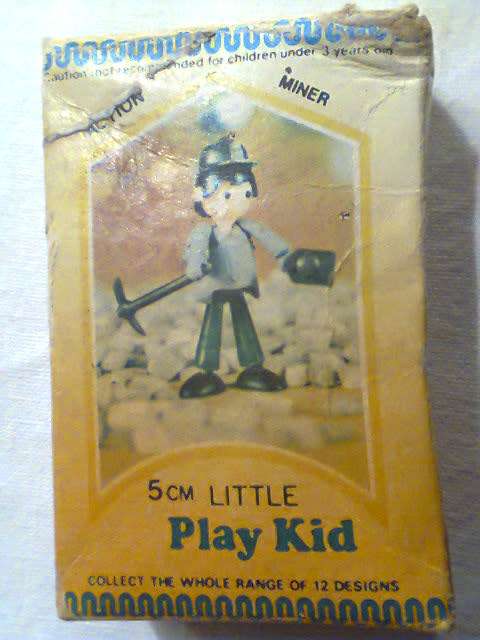 Caution not recommended for children under 3 years old
ACTION MINER
5CM LITTLE
Play Kid
COLLECT THE WHOLE RANGE OF 12 DESIGNS